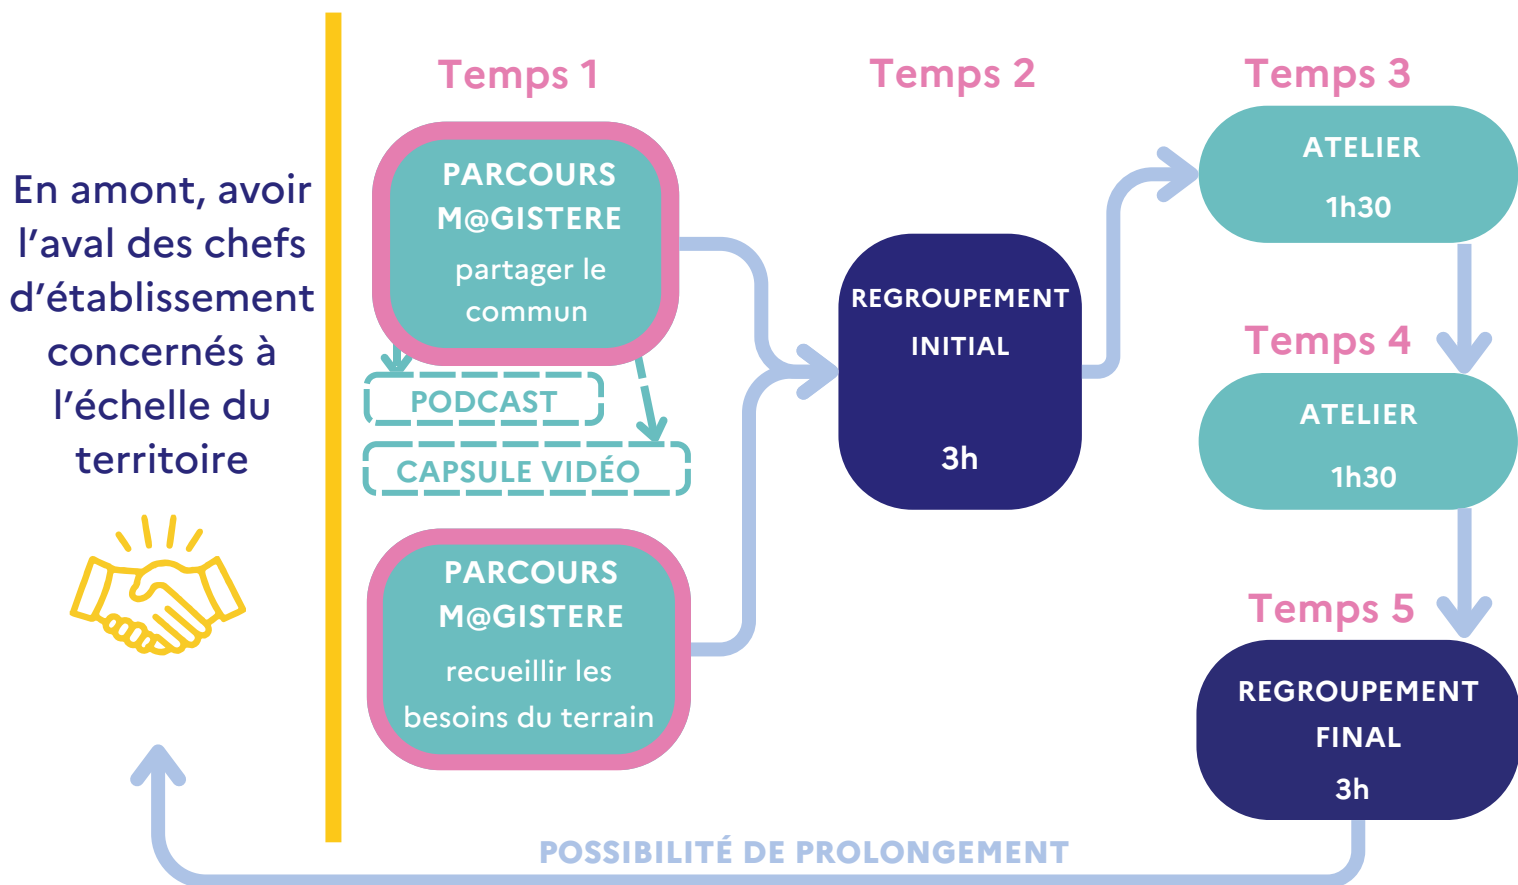 En amont, avoir
l'aval des chefs
d'établissement
concernés à
l'échelle du
territoire
Temps 1
PARCOURS
M@GISTERE
partager le
commun
PODCAST
CAPSULE VIDÉO
PARCOURS
M@GISTERE
recueillir les
besoins du terrain
Temps 2
REGROUPEMENT
INITIAL
3h
Temps 3
ATELIER
1h30
Temps 4
ATELIER
1h30
Temps 5
REGROUPEMENT
FINAL
3h
POSSIBILITÉ DE PROLONGEMENT